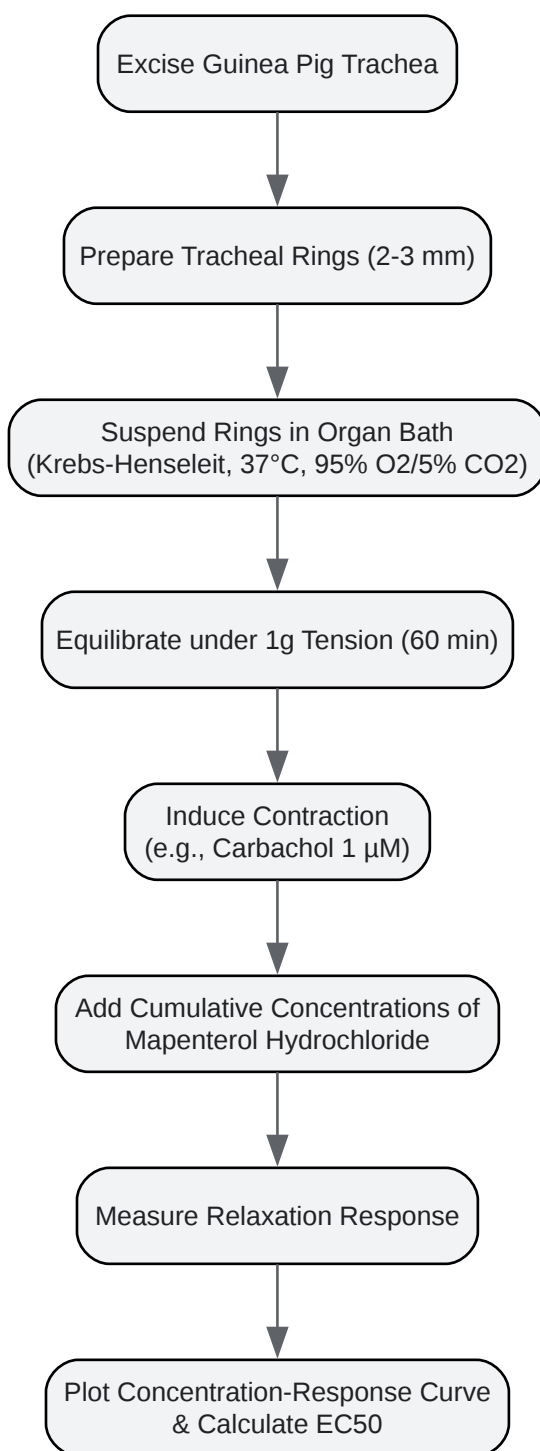 Excise Guinea Pig Trachea
Prepare Tracheal Rings (2-3 mm)
Suspend Rings in Organ Bath
(Krebs-Henseleit, 37°C, 95% O2/5% CO2)
Equilibrate under 1g Tension (60 min)
Induce Contraction
(e.g., Carbachol 1 µM)
Add Cumulative Concentrations of
Mapenterol Hydrochloride
Measure Relaxation Response
Plot Concentration-Response Curve
& Calculate EC50